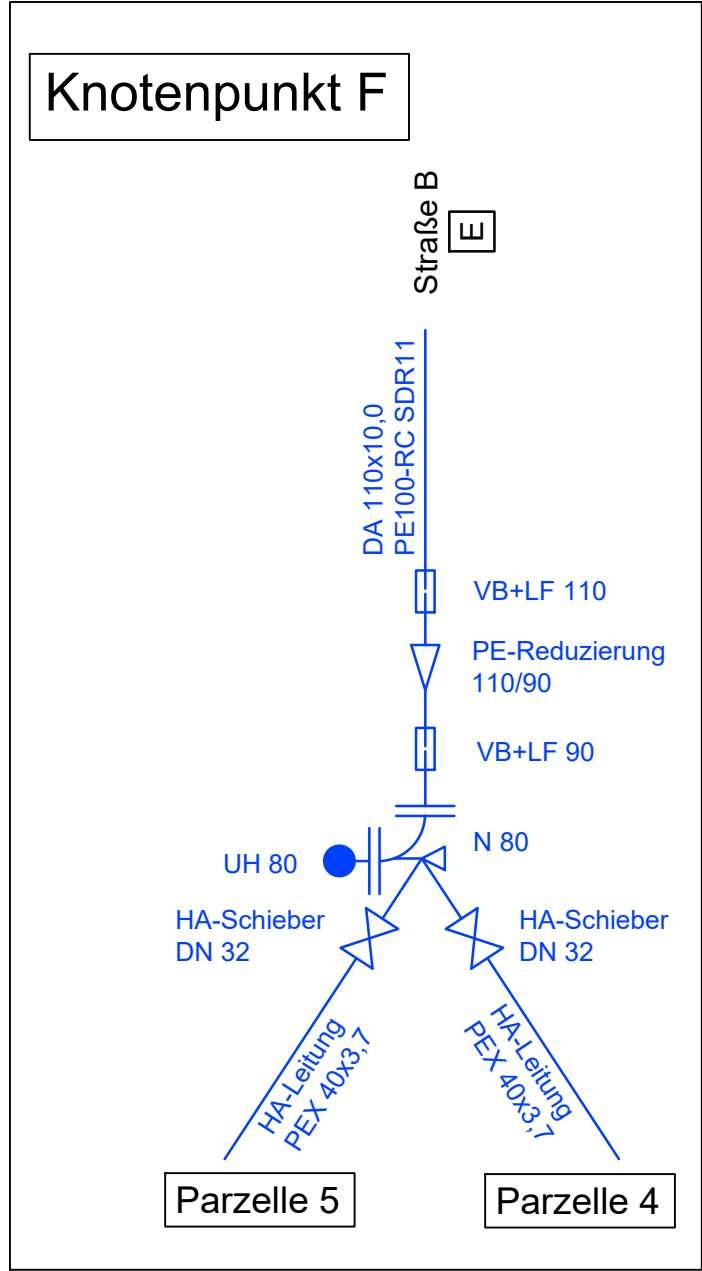 Knotenpunkt F
Straße B
E
DA 110x10,0
PE100-RC SDR11
VB+LF 110
PE-Reduzierung
110/90
VB+LF 90
N 80
UH 80
HA-Schieber
DN 32
HA-Schieber
DN 32
HA-Leitung
PEX 40x3,7
HA-Leitung
PEX 40x3,7
Parzelle 5
Parzelle 4